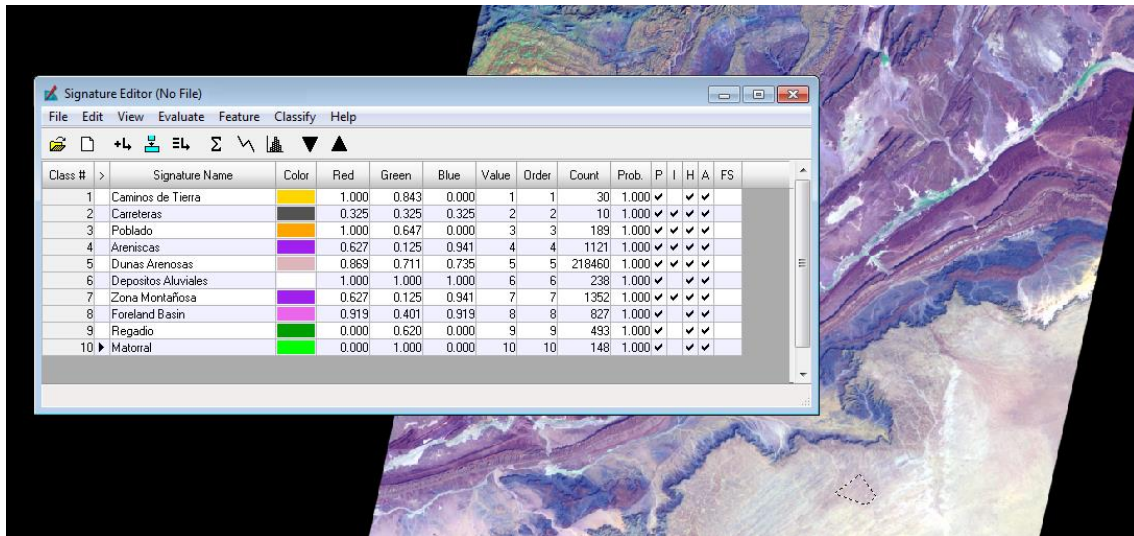 Signature Editor (No File)
File Edit View Evaluate Feature Classify Help
Class # > Signature Name Color Red Green Blue Value Order Count Prob. P I H A FS
1 Caminos de Tierra 1.000 0.843 0.000 1 1 30 1.000
2 Carreteras 0.325 0.325 0.325 2 2 10 1.000
3 Poblado 1.000 0.647 0.000 3 3 189 1.000
4 Areniscas 0.627 0.125 0.941 4 4 1121 1.000
5 Dunas Arenosas 0.869 0.711 0.735 5 5 218460 1.000
6 Depositos Aluviales 1.000 1.000 1.000 6 6 238 1.000
7 Zona Montañosa 0.627 0.125 0.941 7 7 1352 1.000
8 Foreland Basin 0.919 0.401 0.919 8 8 827 1.000
9 Regadio 0.000 0.620 0.000 9 9 493 1.000
10 Matorral 0.000 1.000 0.000 10 10 148 1.000